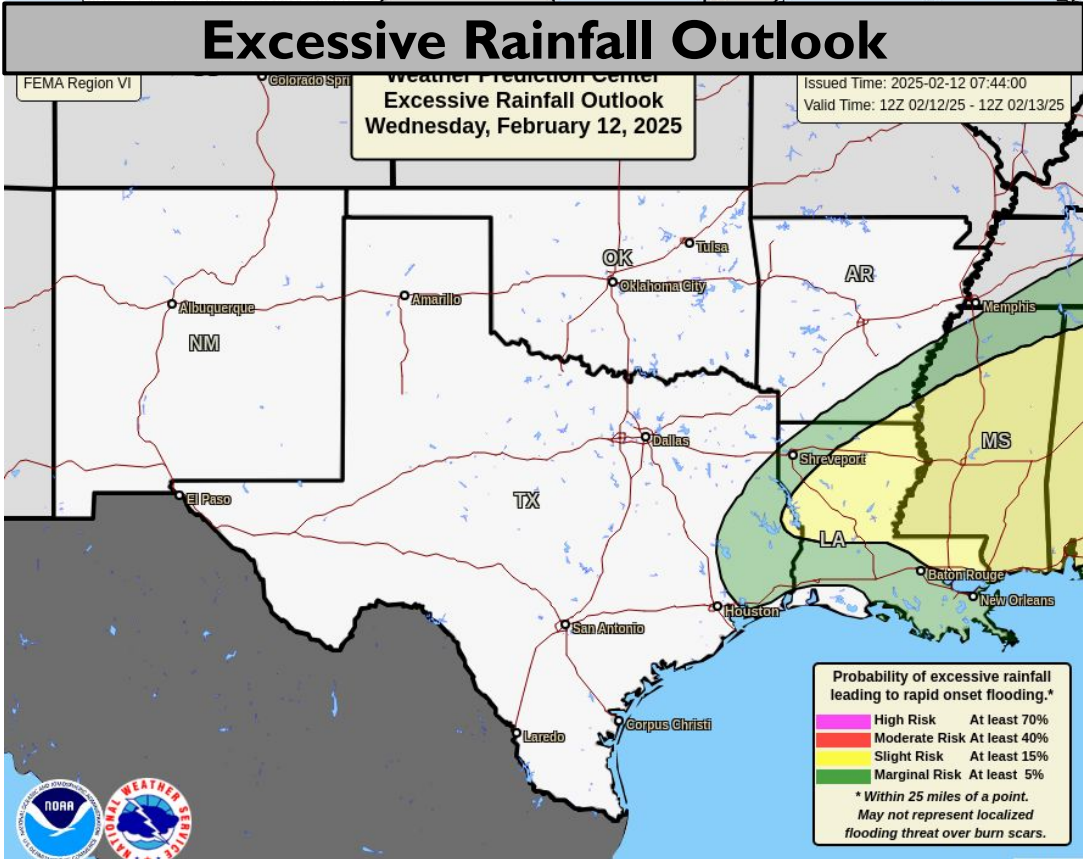 Excessive Rainfall Outlook
FEMA Region VI
Colorado Spri
Weather Prediction Center
Excessive Rainfall Outlook
Wednesday, February 12, 2025
Issued Time: 2025-02-12 07:44:00
Valid Time: 12Z 02/12/25 - 12Z 02/13/25
Tulsa
OK
Oklahoma City
AR
Amarillo
Albuquerque
Memphis
NM
Dallas
MS
Shreveport
El Paso
TX
LA
Baton Rouge
New Orleans
Houston
San Antonio
Corpus Christi
Laredo
Probability of excessive rainfall
leading to rapid onset flooding.*
High Risk At least 70%
Moderate Risk At least 40%
Slight Risk At least 15%
Marginal Risk At least 5%
* Within 25 miles of a point.
May not represent localized
flooding threat over burn scars.
NOAA
NATIONAL WEATHER SERVICE